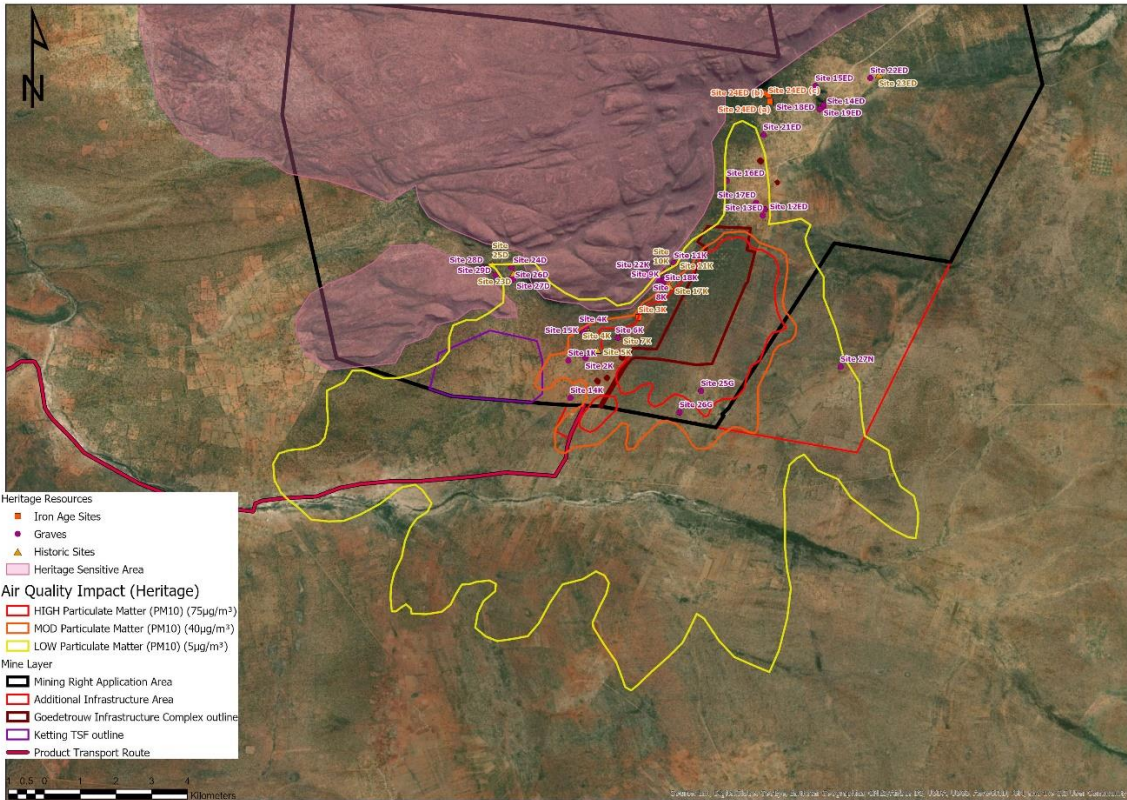 N
Site 22ED
Site 15ED
Site 23ED
Site 24ED (b)
Site 24ED (c)
Site 14ED
Site 24ED (a)
Site 18ED
Site 19ED
Site 21ED
Site 16ED
Site 17ED
Site 13ED
Site 12ED
Site
25D
Site 28D
Site 24D
Site 29D
Site 26D
Site 23D
Site 27D
Site
10K
Site 11K
Site 22K
Site 11K
Site 9K
Site 18K
Site
8K
Site 17K
Site 3K
Site 4K
Site 15K
Site 4K
Site 6K
Site 7K
Site 1K
Site 5K
Site 2K
Site 14K
Site 27N
Site 25G
Site 26G
Heritage Resources
Iron Age Sites
Graves
Historic Sites
Heritage Sensitive Area
Air Quality Impact (Heritage)
HIGH Particulate Matter (PM10) (75µg/m³)
MOD Particulate Matter (PM10) (40µg/m³)
LOW Particulate Matter (PM10) (5µg/m³)
Mine Layer
Mining Right Application Area
Additional Infrastructure Area
Goedetrouw Infrastructure Complex outline
Ketting TSF outline
Product Transport Route
1 0.5 0 1 2 3 4
Kilometers